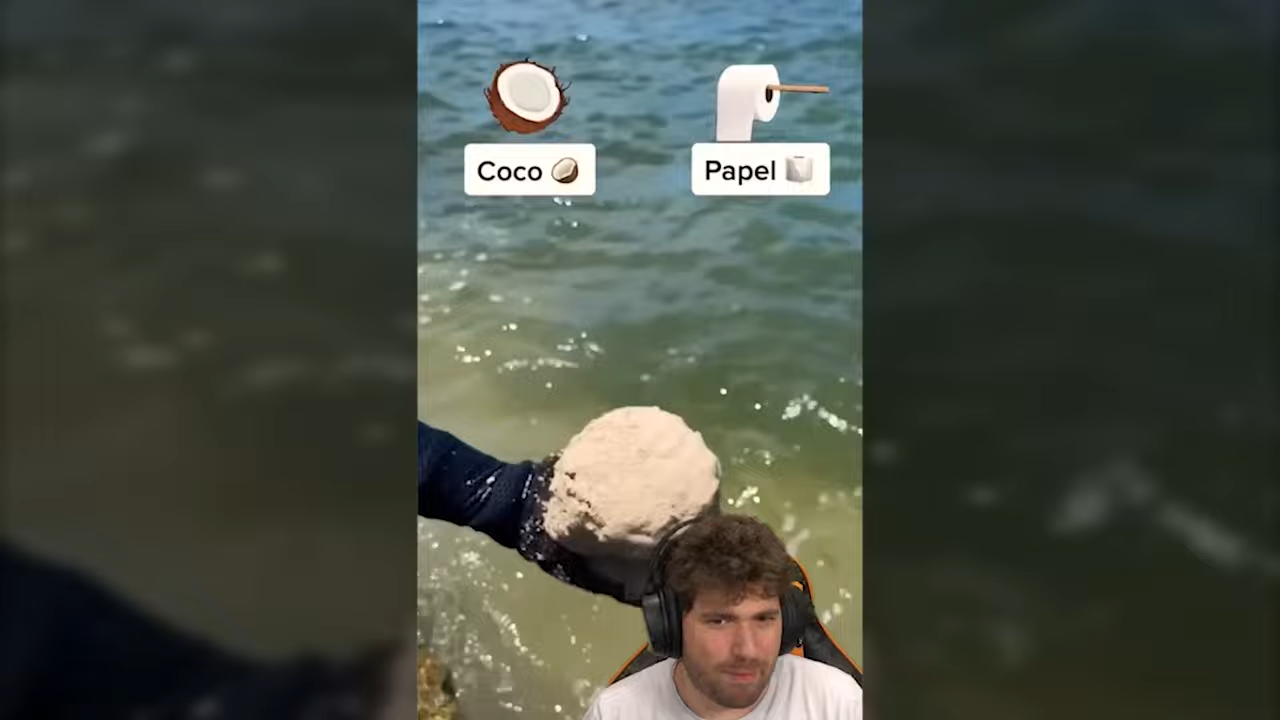 Coco 🥥
Papel 🧻